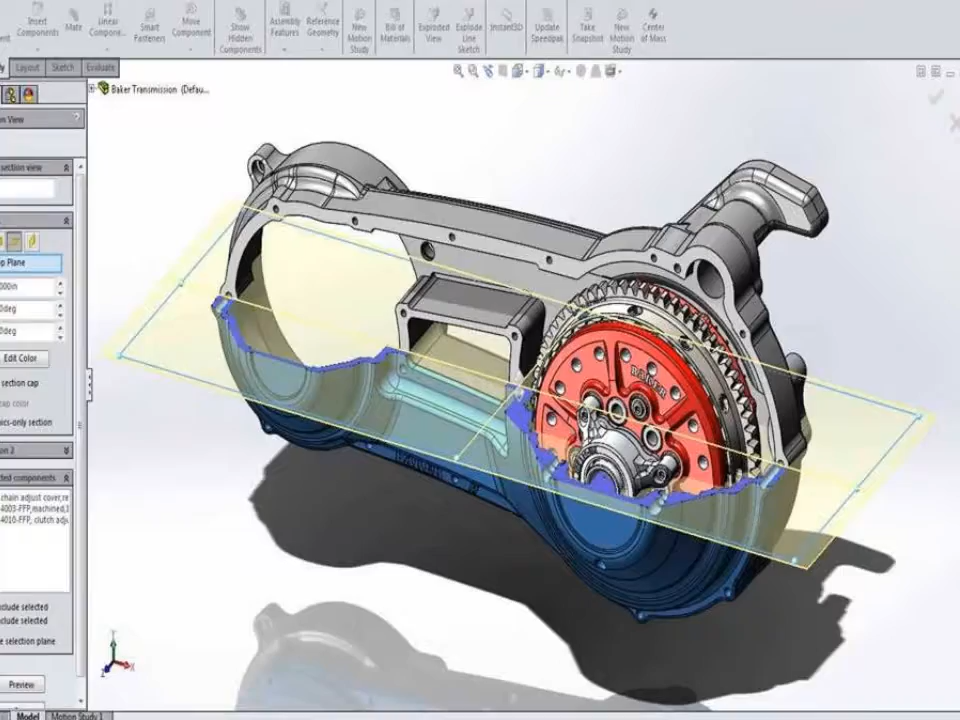 Insert Components
Mate
Linear Compone...
Smart Fasteners
Move Component
Show Hidden Components
Assembly Features
Reference Geometry
New Motion Study
Bill of Materials
Exploded View
Explode Line Sketch
Instant3D
Update Speedpak
Take Snapshot
New Motion Study
Center of Mass
Layout
Sketch
Evaluate
Baker Transmission (Defau...
on View
?
section view
p Plane
000in
0deg
0deg
Edit Color
section cap
cap color
ics-only section
on 2
ted components
chain adjust cover,re
4003-FFP,machined,1
4010-FFP, clutch adju
clude selected
clude selected
e selection plane
Preview
BAKER
BAKER
Y
X
Z
Model
Motion Study 1